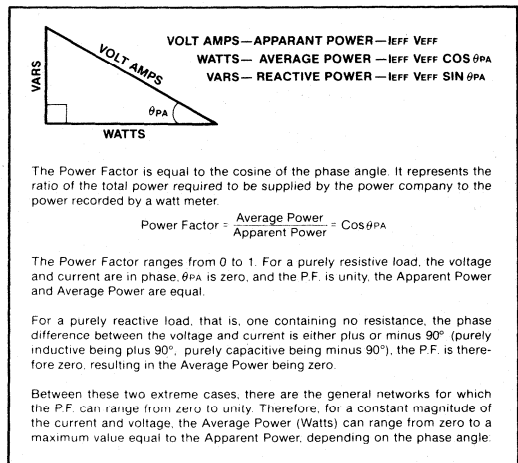 VOLT AMPS—APPARANT POWER—IEFF VEFF
WATTS—AVERAGE POWER—IEFF VEFF COS θPA
VARS—REACTIVE POWER—IEFF VEFF SIN θPA
VOLT AMPS
VARS
θPA
WATTS
The Power Factor is equal to the cosine of the phase angle. It represents the
ratio of the total power required to be supplied by the power company to the
power recorded by a watt meter.
Power Factor = Average Power / Apparent Power = CosθPA
The Power Factor ranges from 0 to 1. For a purely resistive load, the voltage
and current are in phase, θPA is zero, and the P.F. is unity, the Apparent Power
and Average Power are equal.
For a purely reactive load, that is, one containing no resistance, the phase
difference between the voltage and current is either plus or minus 90° (purely
inductive being plus 90°, purely capacitive being minus 90°), the P.F. is there-
fore zero, resulting in the Average Power being zero.
Between these two extreme cases, there are the general networks for which
the P.F. can range from zero to unity. Therefore, for a constant magnitude of
the current and voltage, the Average Power (Watts) can range from zero to a
maximum value equal to the Apparent Power, depending on the phase angle.